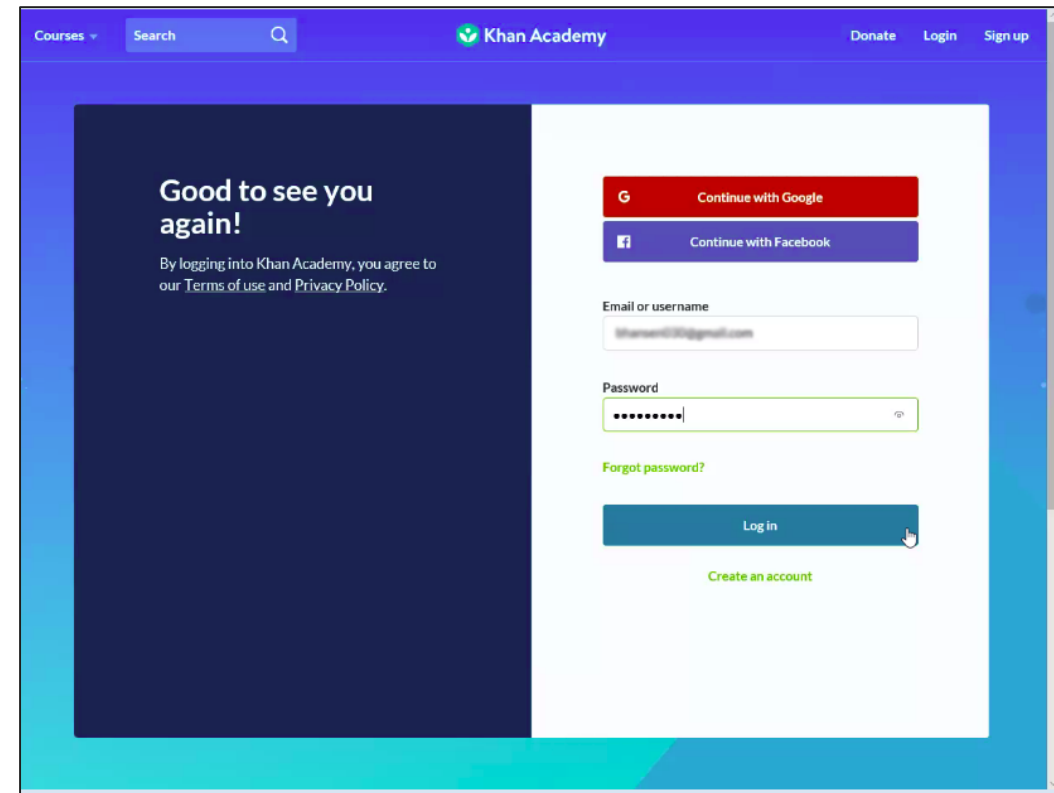 Courses
Search
Khan Academy
Donate
Login
Sign up
Good to see you
again!
By logging into Khan Academy, you agree to
our Terms of use and Privacy Policy.
G Continue with Google
Continue with Facebook
Email or username
Password
Forgot password?
Log in
Create an account